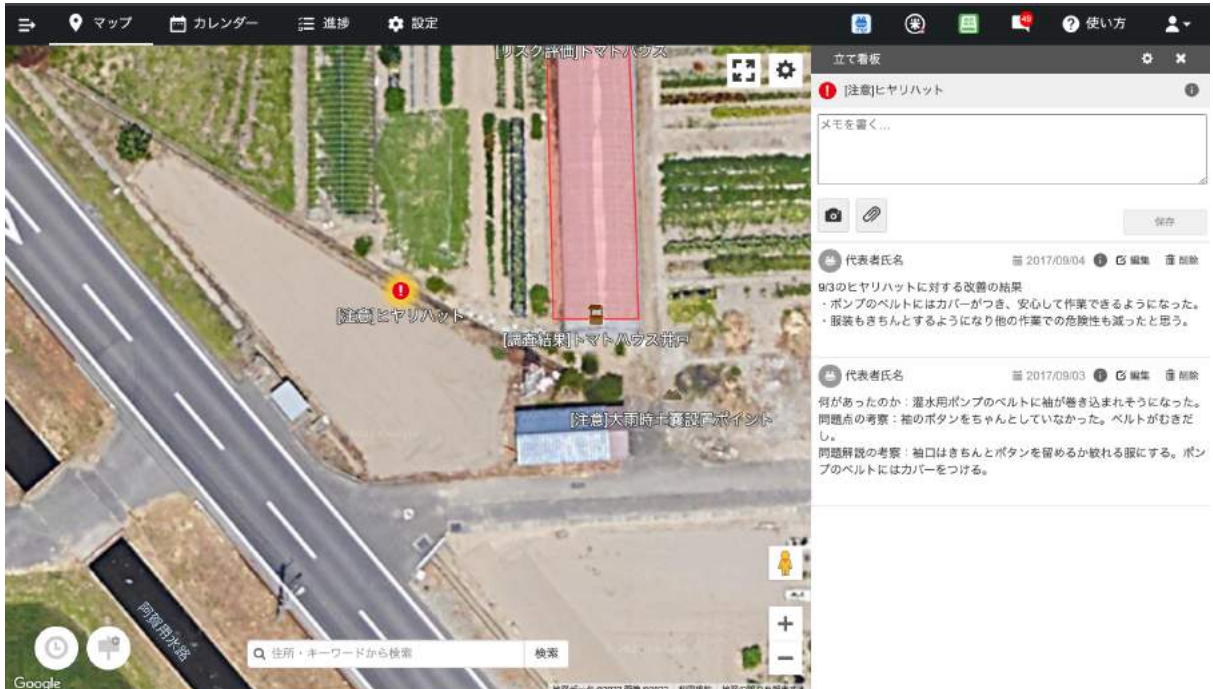 マップ
カレンダー
進捗
設定
49
使い方
[リスク評価]トマトハウス
[注意]ヒヤリハット
[調査結果]トマトハウス井戸
[注意]大雨時土嚢設置ポイント
阿賀用水路
住所・キーワードから検索
検索
Google
立て看板
[注意]ヒヤリハット
メモを書く...
保存
代表者氏名 2017/09/04 編集 削除
9/3のヒヤリハットに対する改善の結果
・ポンプのベルトにはカバーがつき、安心して作業できるようになった。
・服装もきちんとするようになり他の作業での危険性も減ったと思う。
代表者氏名 2017/09/03 編集 削除
何があったのか：灌水用ポンプのベルトに袖が巻き込まれそうになった。
問題点の考察：袖のボタンをちゃんとしていなかった。ベルトがむきだ
し。
問題解説の考察：袖口はきちんとボタンを留めるか絞れる服にする。ポン
プのベルトにはカバーをつける。